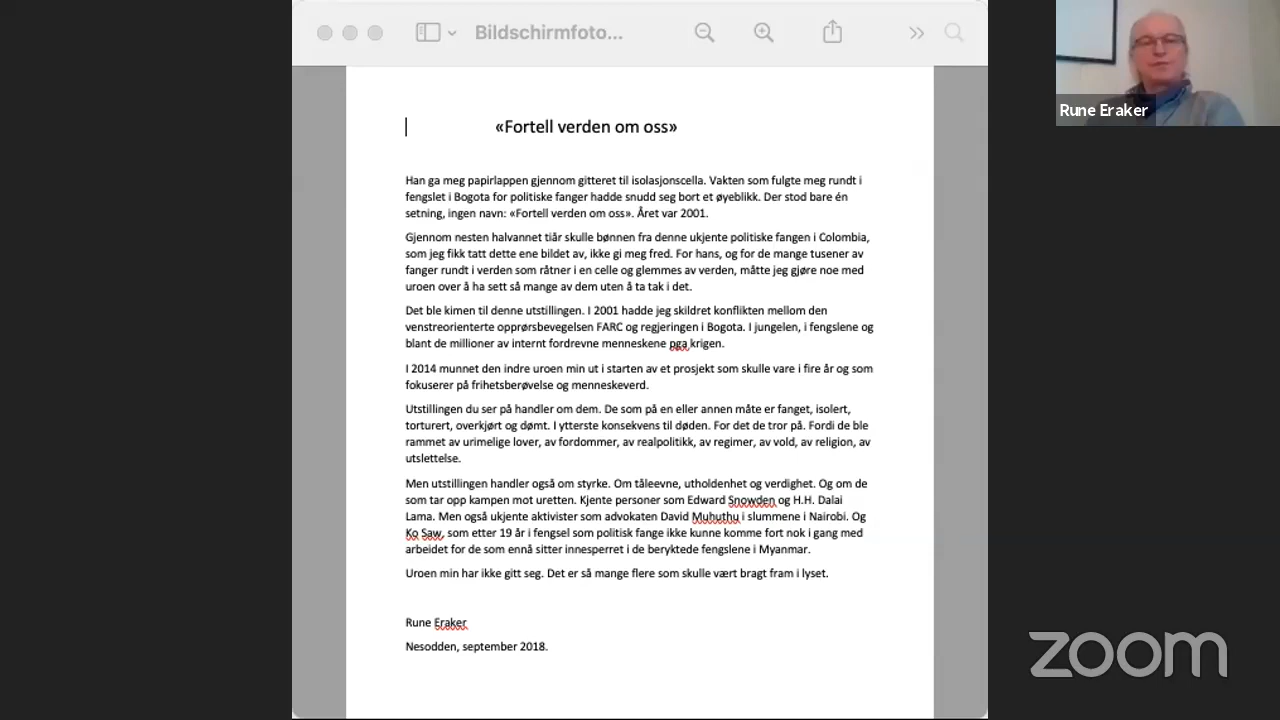 Bildschirmfoto...
Rune Eraker
«Fortell verden om oss»
Han ga meg papirlappen gjennom gitteret til isolasjonscella. Vakten som fulgte meg rundt i
fengslet i Bogota for politiske fanger hadde snudd seg bort et øyeblikk. Der stod bare én
setning, ingen navn: «Fortell verden om oss». Året var 2001.
Gjennom nesten halvannet tiår skulle bønnen fra denne ukjente politiske fangen i Colombia,
som jeg fikk tatt dette ene bildet av, ikke gi meg fred. For hans, og for de mange tusener av
fanger rundt i verden som råtner i en celle og glemmes av verden, måtte jeg gjøre noe med
uroen over å ha sett så mange av dem uten å ta tak i det.
Det ble kimen til denne utstillingen. I 2001 hadde jeg skildret konflikten mellom den
venstreorienterte opprørsbevegelsen FARC og regjeringen i Bogota. I jungelen, i fengslene og
blant de millioner av internt fordrevne menneskene pga krigen.
I 2014 munnet den indre uroen min ut i starten av et prosjekt som skulle vare i fire år og som
fokuserer på frihetsberøvelse og menneskeverd.
Utstillingen du ser på handler om dem. De som på en eller annen måte er fanget, isolert,
torturert, overkjørt og dømt. I ytterste konsekvens til døden. For det de tror på. Fordi de ble
rammet av urimelige lover, av fordommer, av realpolitikk, av regimer, av vold, av religion, av
utslettelse.
Men utstillingen handler også om styrke. Om tåleevne, utholdenhet og verdighet. Og om de
som tar opp kampen mot uretten. Kjente personer som Edward Snowden og H.H. Dalai
Lama. Men også ukjente aktivister som advokaten David Muhuthu i slummene i Nairobi. Og
Ko Saw, som etter 19 år i fengsel som politisk fange ikke kunne komme fort nok i gang med
arbeidet for de som ennå sitter innesperret i de beryktede fengslene i Myanmar.
Uroen min har ikke gitt seg. Det er så mange flere som skulle vært bragt fram i lyset.
Rune Eraker
Nesodden, september 2018.
zoom